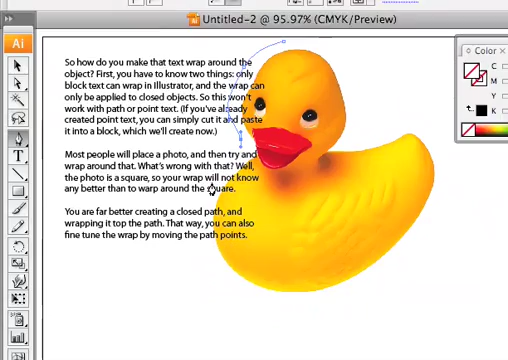 Untitled-2 @ 95.97% (CMY/Preview)
Ai
Color
C
M
Y
K
So how do you make that text wrap around the
object? First, you have to know two things: only
block text can wrap in Illustrator, and the wrap can
only be applied to closed objects. So this won't
work with path or point text. (If you've already
created point text, you can simply cut it and paste
it into a block, which we'll create now.)
Most people will place a photo, and then try and
wrap around that. What's wrong with that? Well,
the photo is a square, so your wrap will not know
any better than to warp around the square.
You are far better creating a closed path, and
wrapping it top the path. That way, you can also
fine tune the wrap by moving the path points.
T